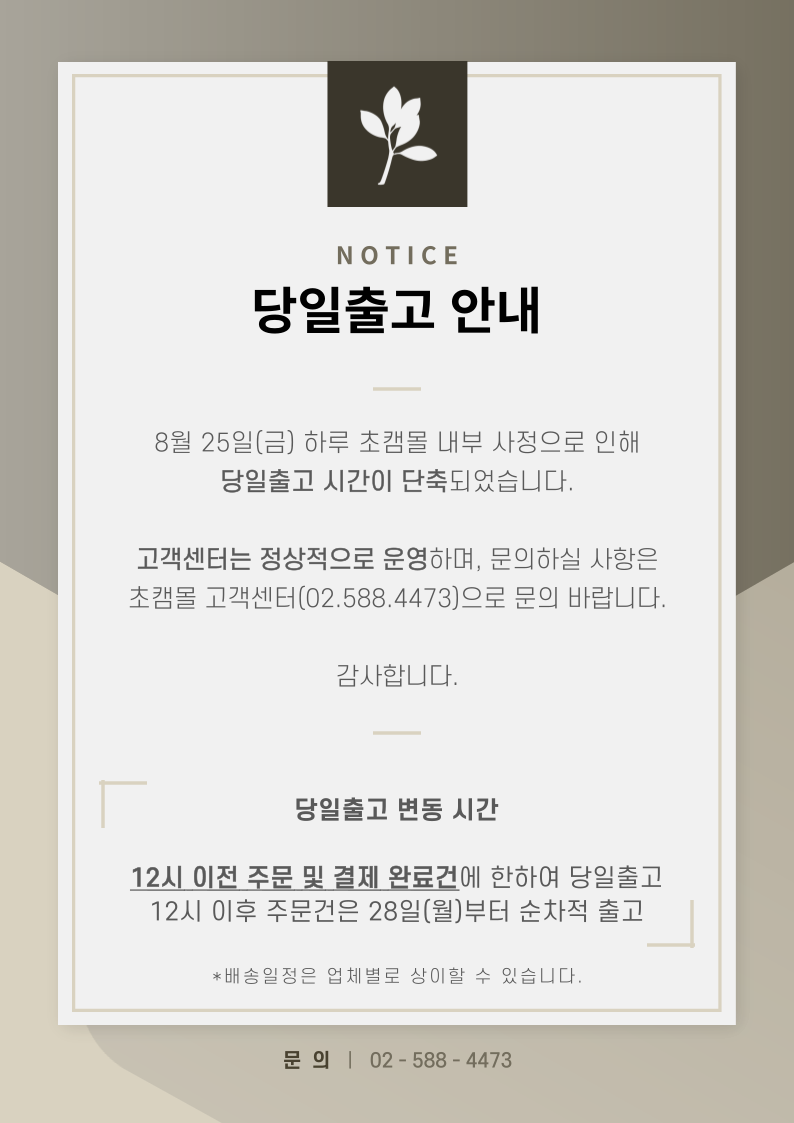 NOTICE
당일출고 안내
8월 25일(금) 하루 초캠몰 내부 사정으로 인해
당일출고 시간이 단축되었습니다.
고객센터는 정상적으로 운영하며, 문의하실 사항은
초캠몰 고객센터(02.588.4473)으로 문의 바랍니다.
감사합니다.
당일출고 변동 시간
12시 이전 주문 및 결제 완료건에 한하여 당일출고
12시 이후 주문건은 28일(월)부터 순차적 출고
*배송일정은 업체별로 상이할 수 있습니다.
문 의 | 02 - 588 - 4473